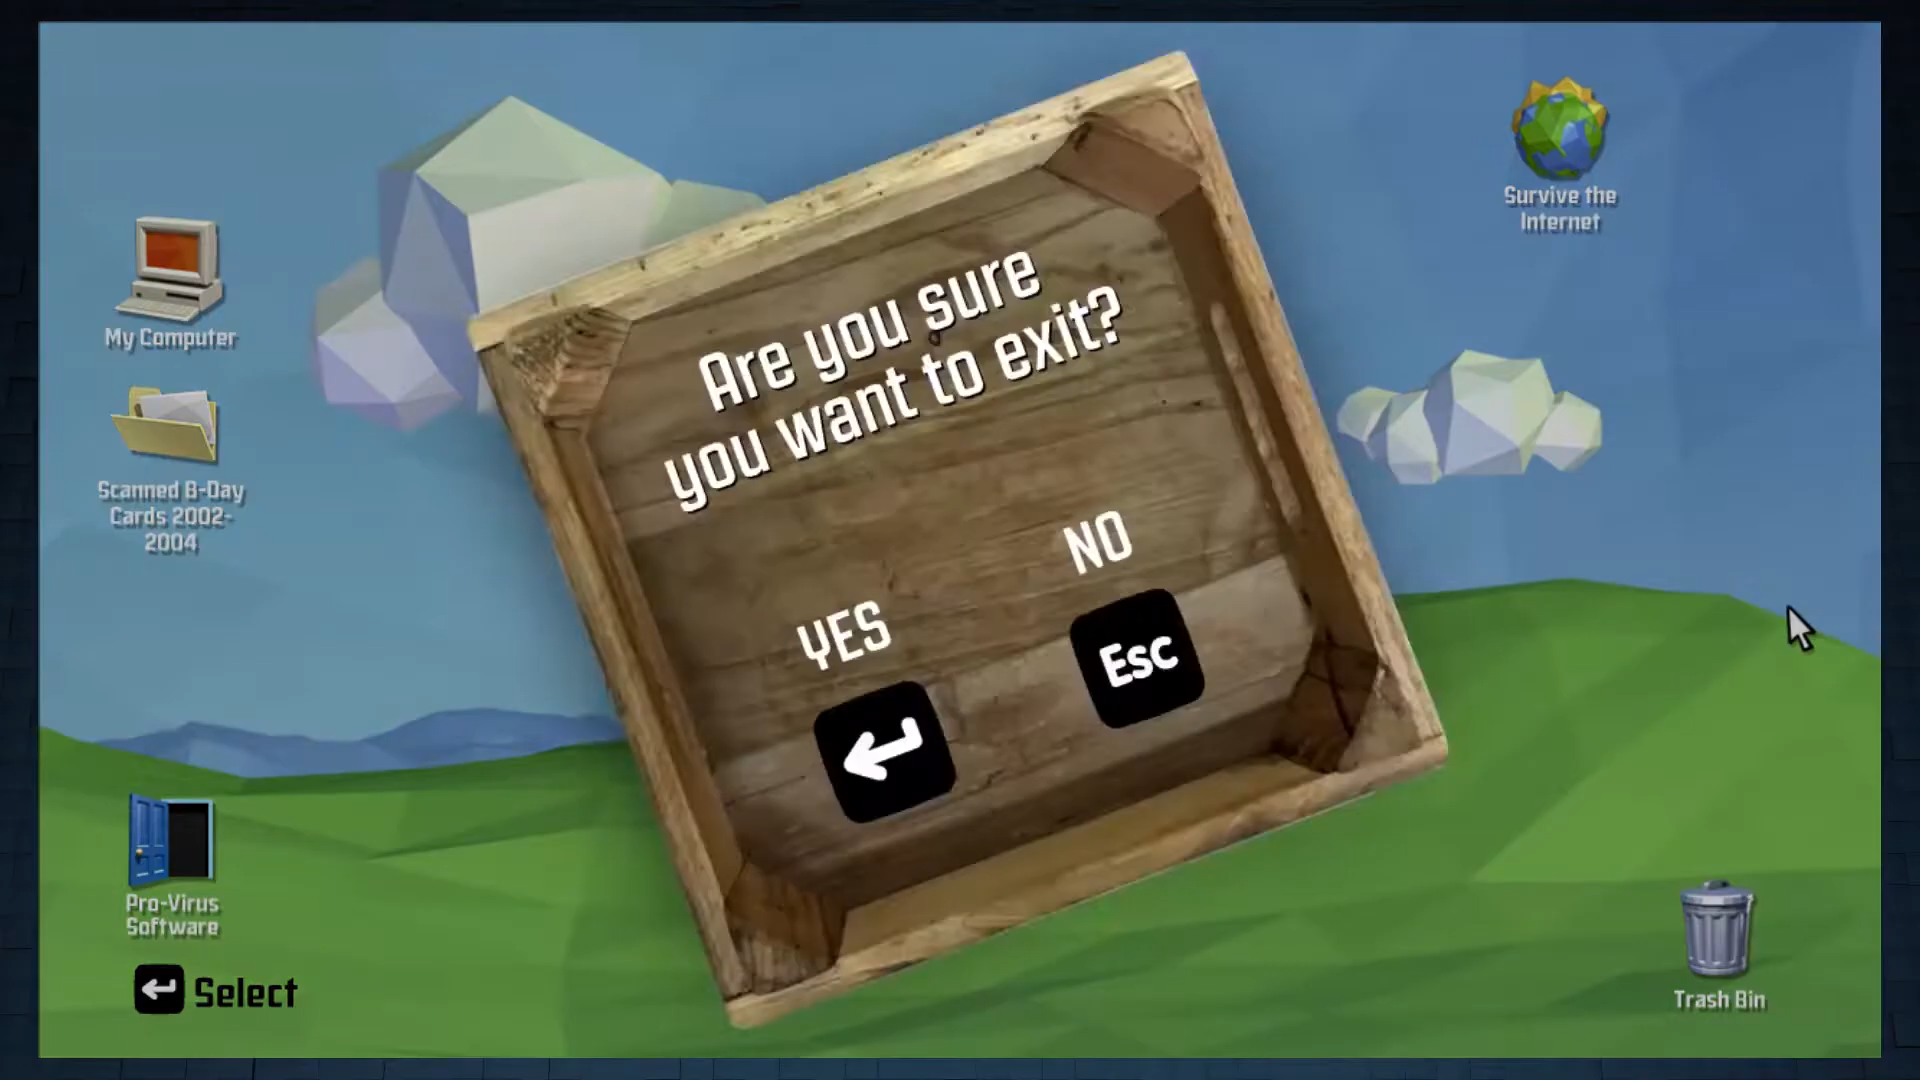 Survive the
Internet
My Computer
Scanned B-Day
Cards 2002-
2004
Are you sure
you want to exit?
YES
NO
Esc
Pro-Virus
Software
Select
Trash Bin